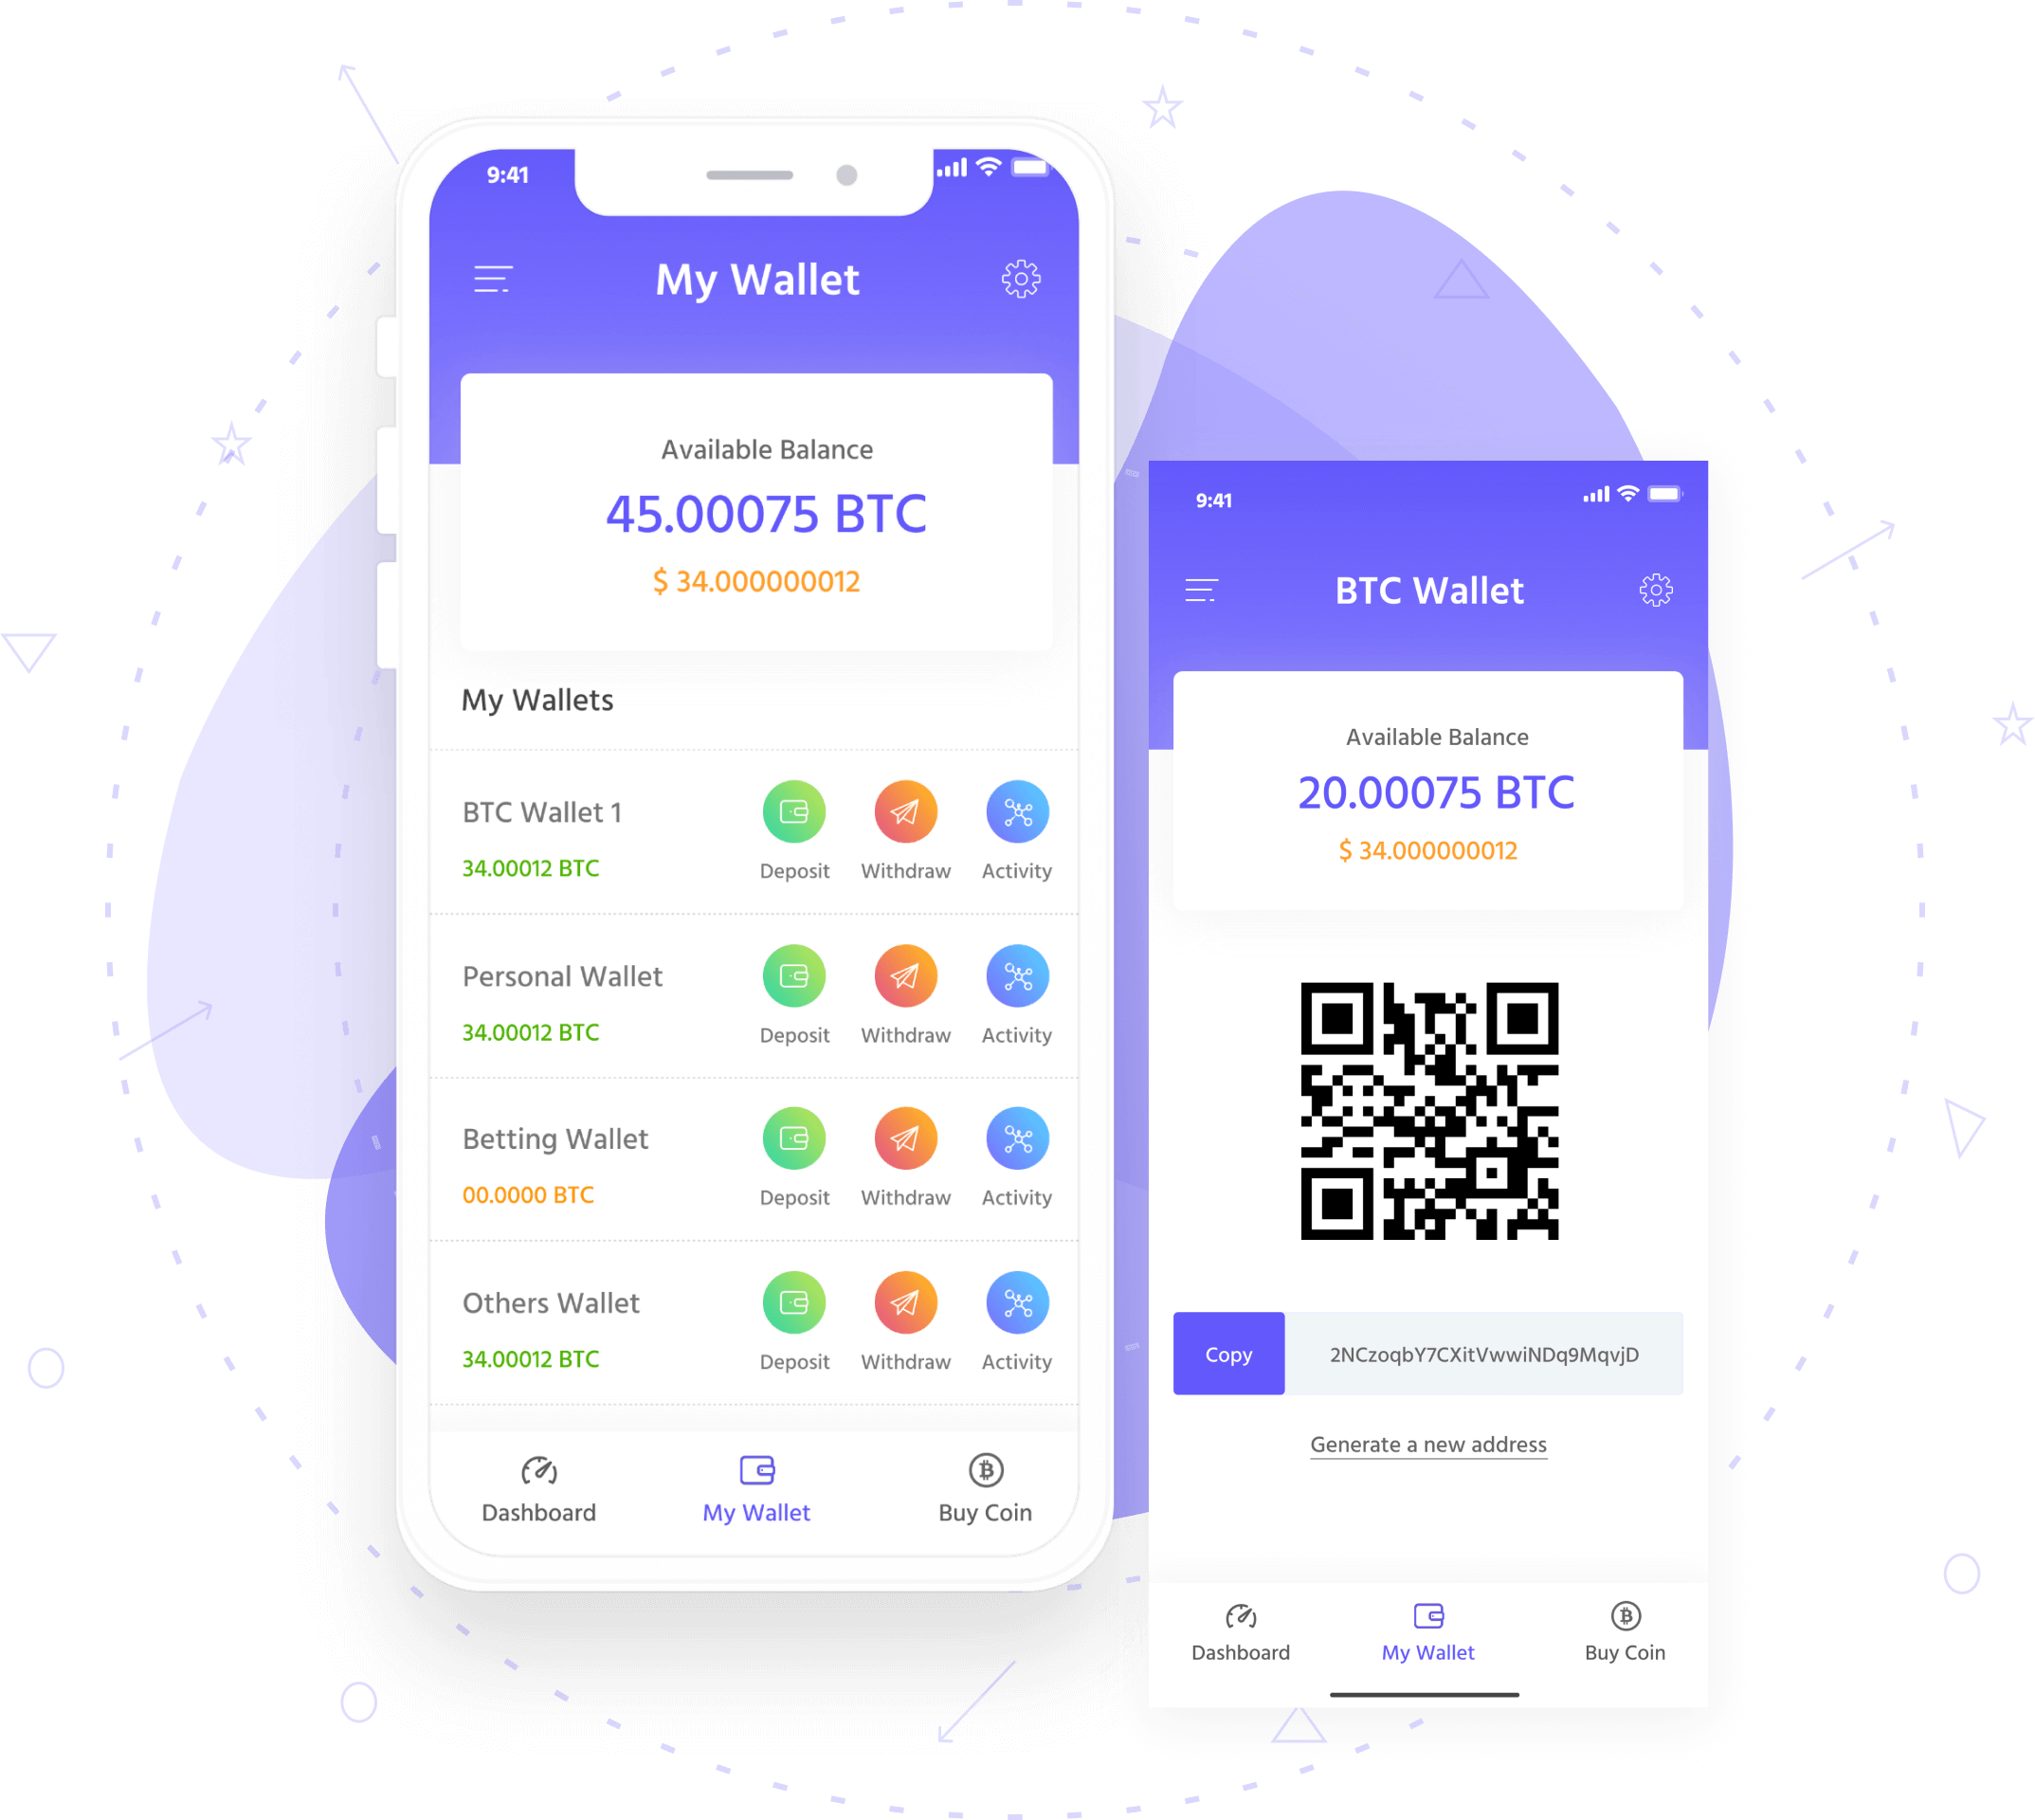 9:41
My Wallet
Available Balance
45.00075 BTC
$ 34.000000012
My Wallets
BTC Wallet 1
34.00012 BTC
Deposit Withdraw Activity
Personal Wallet
34.00012 BTC
Deposit Withdraw Activity
Betting Wallet
00.0000 BTC
Deposit Withdraw Activity
Others Wallet
34.00012 BTC
Deposit Withdraw Activity
Dashboard My Wallet Buy Coin
9:41
BTC Wallet
Available Balance
20.00075 BTC
$ 34.000000012
Copy 2NCzoqbY7CXitVwwiNDq9MqvjD
Generate a new address
Dashboard My Wallet Buy Coin